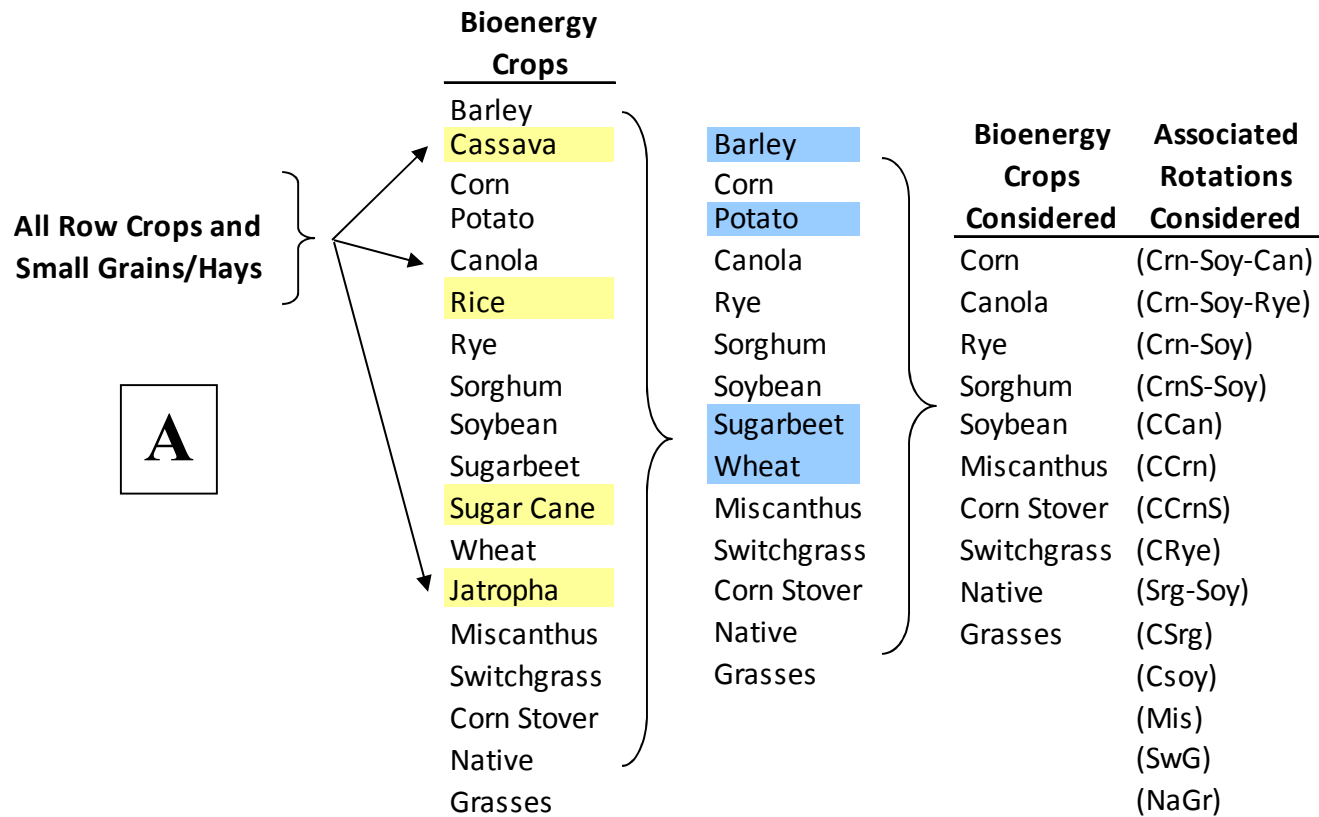 All Row Crops and
Small Grains/Hays
A
Bioenergy
Crops
Barley
Cassava
Corn
Potato
Canola
Rice
Rye
Sorghum
Soybean
Sugarbeet
Sugar Cane
Wheat
Jatropha
Miscanthus
Switchgrass
Corn Stover
Native
Grasses
Barley
Corn
Potato
Canola
Rye
Sorghum
Soybean
Sugarbeet
Wheat
Miscanthus
Switchgrass
Corn Stover
Native
Grasses
Bioenergy
Crops
Considered
Corn
Canola
Rye
Sorghum
Soybean
Miscanthus
Corn Stover
Switchgrass
Native
Grasses
Associated
Rotations
Considered
(Crn-Soy-Can)
(Crn-Soy-Rye)
(Crn-Soy)
(CrnS-Soy)
(CCan)
(CCrn)
(CCrnS)
(CRye)
(Srg-Soy)
(CSrg)
(Csoy)
(Mis)
(SwG)
(NaGr)